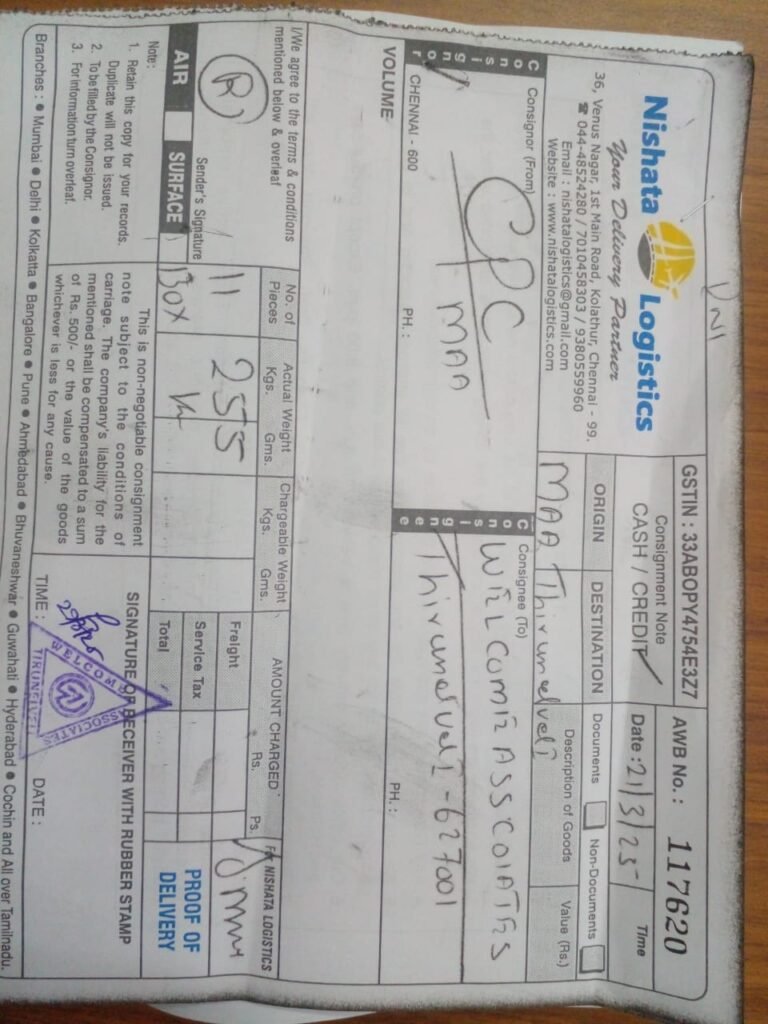 VNI
Nishata Logistics
Your Delivery Partner
36, Venus Nagar, 1st Main Road, Kolathur, Chennai - 99.
☎ 044-48524280 / 7010458303 / 9380559960
Email : nishatalogistics@gmail.com
Website : www.nishatalogistics.com
GSTIN : 33ABOPY4754E3Z7
AWB No. : 117620
Consignment Note
CASH / CREDIT
Date : 21/3/25
Time
ORIGIN
DESTINATION
Documents
Non-Documents
MAA
Thirunelveli
Description of Goods
Value (Rs.)
Consignor
Consignor (From)
CPC
MAA
CHENNAI - 600
PH. :
Consignee
Consignee (To)
WELCOME ASSCOIATES
Thirunelveli - 627001
PH. :
VOLUME
I/We agree to the terms & conditions
mentioned below & overleaf
R
Sender's Signature
AIR
SURFACE
No. of
Pieces
Actual Weight
Kgs. Gms.
Chargeable Weight
Kgs. Gms.
AMOUNT CHARGED
Rs. Ps.
11
BOX
255
Freight
Service Tax
Total
For NISHATA LOGISTICS
PROOF OF
DELIVERY
Note:
1. Retain this copy for your records.
Duplicate will not be issued.
2. To be filled by the Consignor.
3. For information turn overleaf.
This is non-negotiable consignment
note subject to the conditions of
carriage. The company's liability for the
mentioned shall be compensated to a sum
of Rs. 500/- or the value of the goods
whichever is less for any cause.
SIGNATURE OF RECEIVER WITH RUBBER STAMP
WELCOME ASSOCIATES
TIRUNELVELI
TIME :
DATE :
Branches : ● Mumbai ● Delhi ● Kolkatta ● Bangalore ● Pune ● Ahmedabad ● Bhuvaneshwar ● Guwahati ● Hyderabad ● Cochin and All over Tamilnadu.